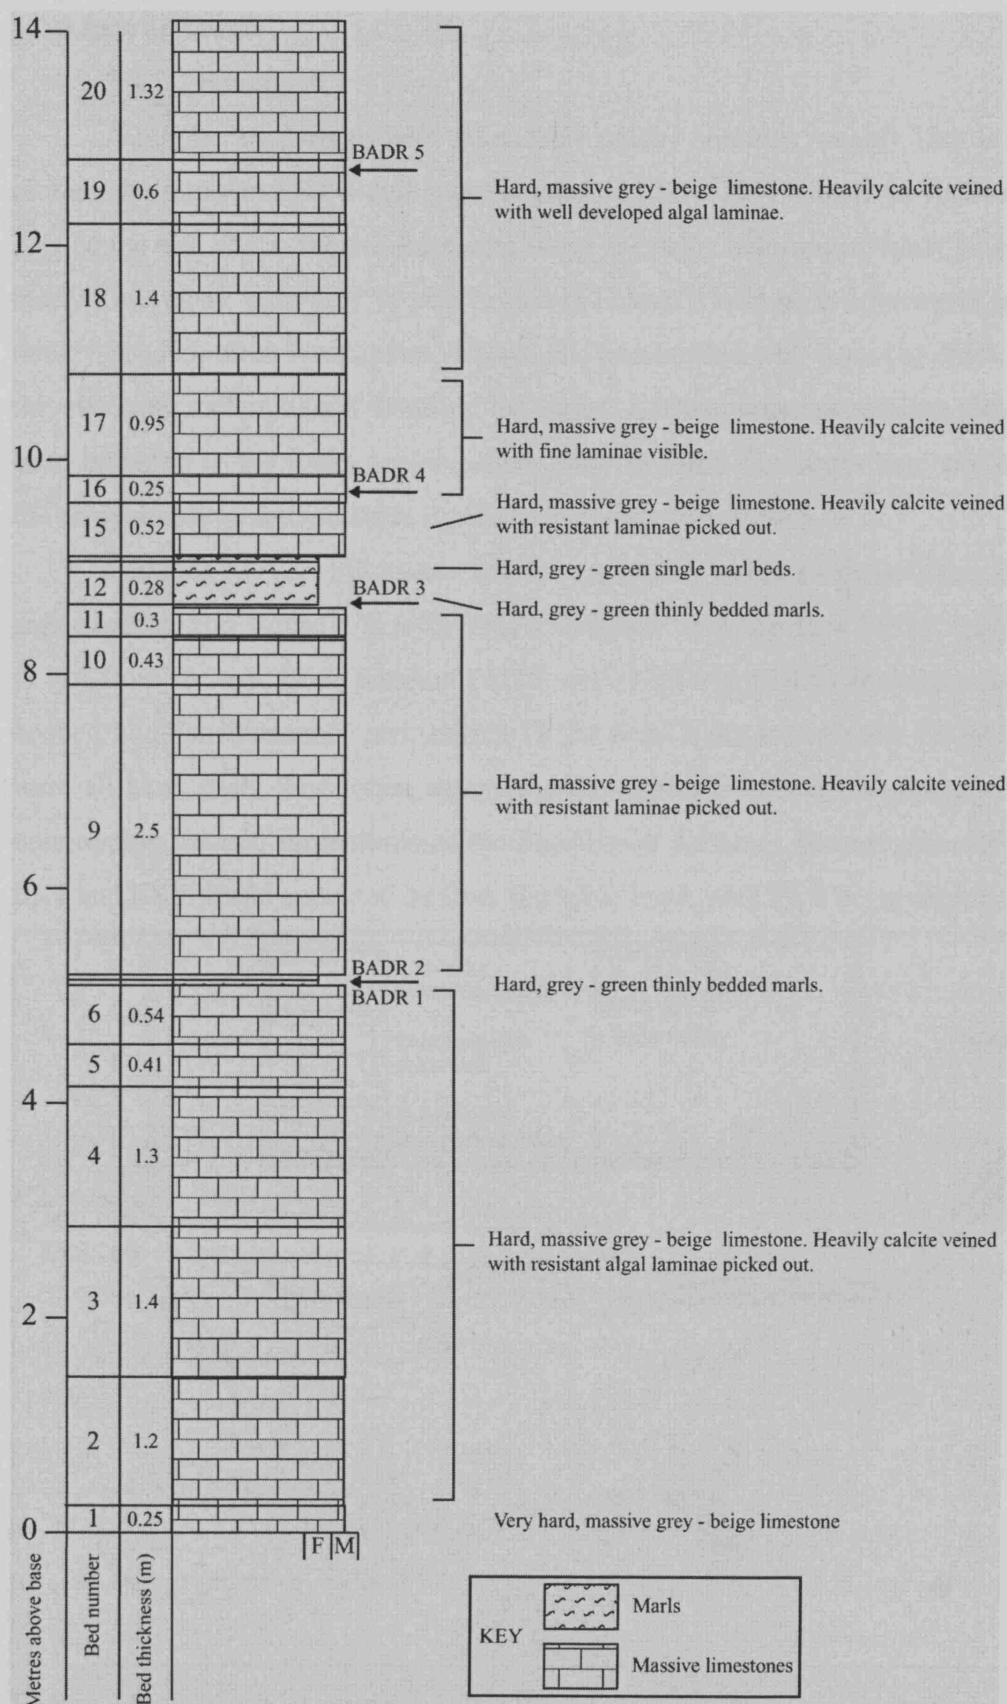 14
20 1.32
BADR 5
19 0.6
Hard, massive grey - beige limestone. Heavily calcite veined
with well developed algal laminae.
12
18 1.4
17 0.95
Hard, massive grey - beige limestone. Heavily calcite veined
with fine laminae visible.
10
BADR 4
16 0.25
Hard, massive grey - beige limestone. Heavily calcite veined
with resistant laminae picked out.
15 0.52
Hard, grey - green single marl beds.
12 0.28
BADR 3
Hard, grey - green thinly bedded marls.
11 0.3
10 0.43
8
Hard, massive grey - beige limestone. Heavily calcite veined
with resistant laminae picked out.
9 2.5
6
BADR 2
Hard, grey - green thinly bedded marls.
BADR 1
6 0.54
5 0.41
4
4 1.3
Hard, massive grey - beige limestone. Heavily calcite veined
with resistant algal laminae picked out.
3 1.4
2
2 1.2
1 0.25
Very hard, massive grey - beige limestone
0
F M
Metres above base
Bed number
Bed thickness (m)
KEY
Marls
Massive limestones